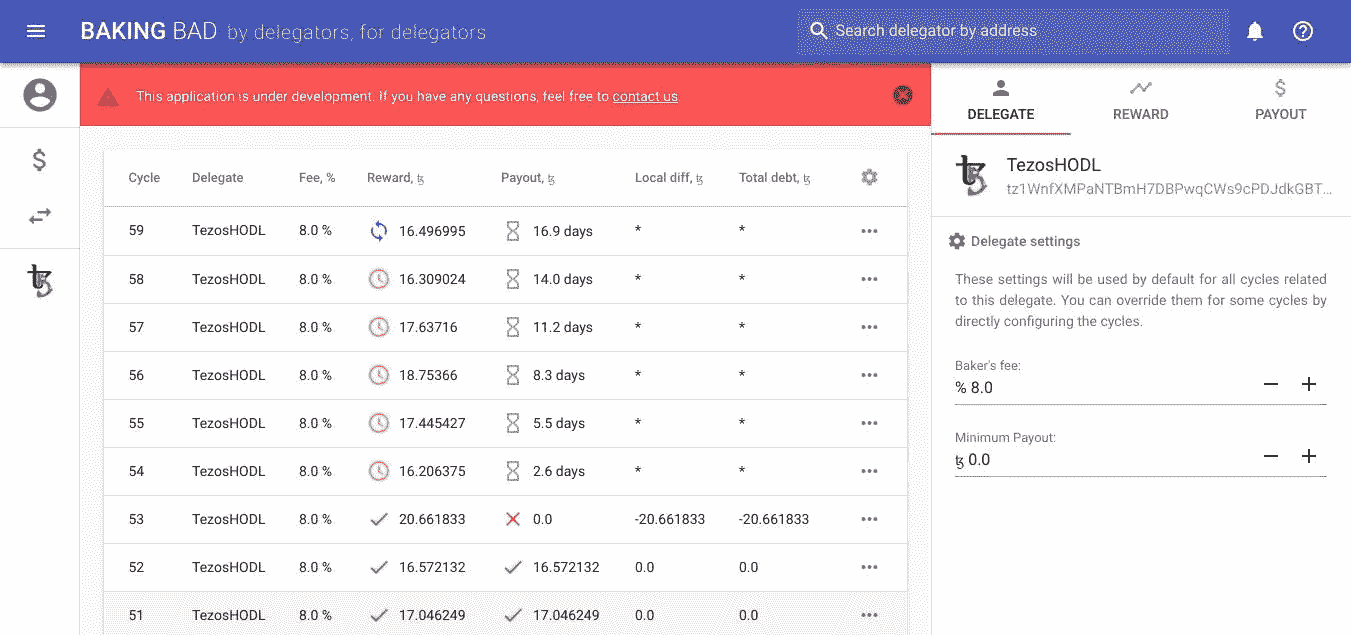 BAKING BAD by delegators, for delegators
Search delegator by address
This application is under development. If you have any questions, feel free to contact us
DELEGATE REWARD PAYOUT
TezosHODL
tz1WnfXMPaNTBmH7DBPwqCWs9cPDJdkGBT...
Delegate settings
These settings will be used by default for all cycles related
to this delegate. You can override them for some cycles by
directly configuring the cycles.
Baker's fee:
% 8.0
Minimum Payout:
ꜩ 0.0
Cycle Delegate Fee, % Reward, ꜩ Payout, ꜩ Local diff, ꜩ Total debt, ꜩ
59 TezosHODL 8.0 % 16.496995 16.9 days * *
58 TezosHODL 8.0 % 16.309024 14.0 days * *
57 TezosHODL 8.0 % 17.63716 11.2 days * *
56 TezosHODL 8.0 % 18.75366 8.3 days * *
55 TezosHODL 8.0 % 17.445427 5.5 days * *
54 TezosHODL 8.0 % 16.206375 2.6 days * *
53 TezosHODL 8.0 % 20.661833 0.0 -20.661833 -20.661833
52 TezosHODL 8.0 % 16.572132 16.572132 0.0 0.0
51 TezosHODL 8.0 % 17.046249 17.046249 0.0 0.0